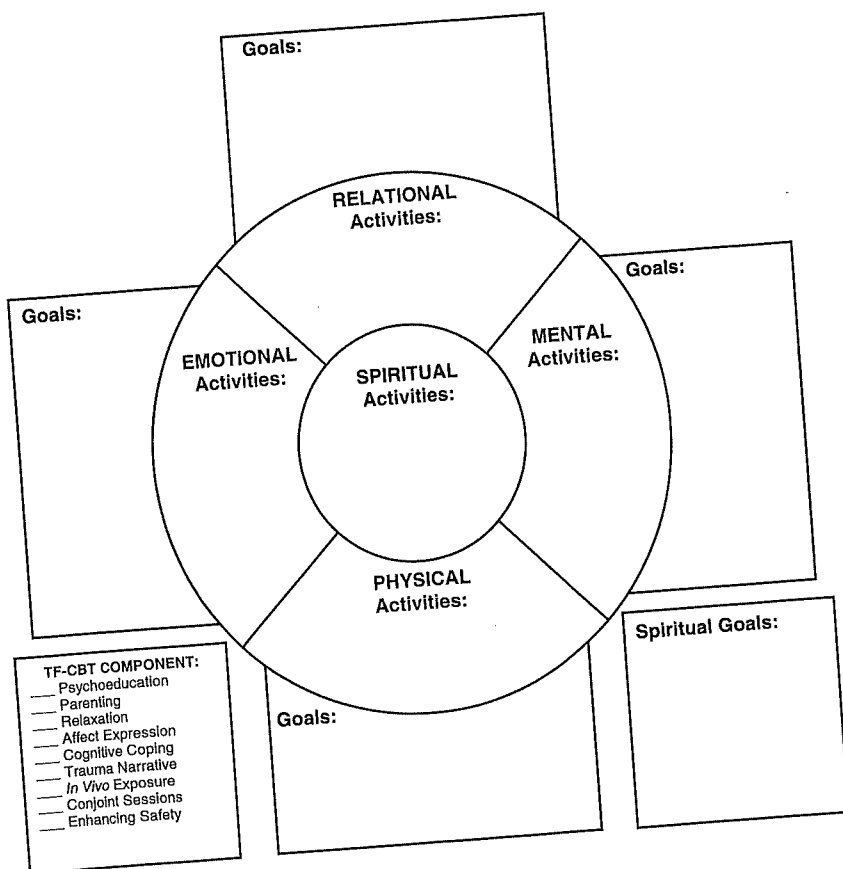 Goals:
RELATIONAL
Activities:
Goals:
EMOTIONAL
Activities:
SPIRITUAL
Activities:
MENTAL
Activities:
Goals:
PHYSICAL
Activities:
Goals:
Spiritual Goals:
TF-CBT COMPONENT:
___ Psychoeducation
___ Parenting
___ Relaxation
___ Affect Expression
___ Cognitive Coping
___ Trauma Narrative
___ In Vivo Exposure
___ Conjoint Sessions
___ Enhancing Safety